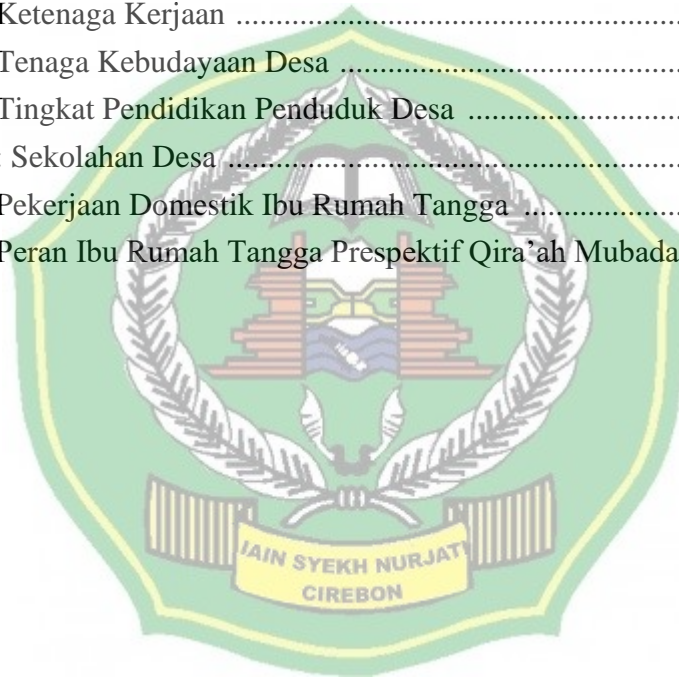 Ketenaga Kerjaan ............................................................
Tenaga Kebudayaan Desa ...............................................
Tingkat Pendidikan Penduduk Desa .............................
: Sekolahan Desa ............................................................
Pekerjaan Domestik Ibu Rumah Tangga ......................
Peran Ibu Rumah Tangga Prespektif Qira’ah Mubada
IAIN SYEKH NURJATI
CIREBON